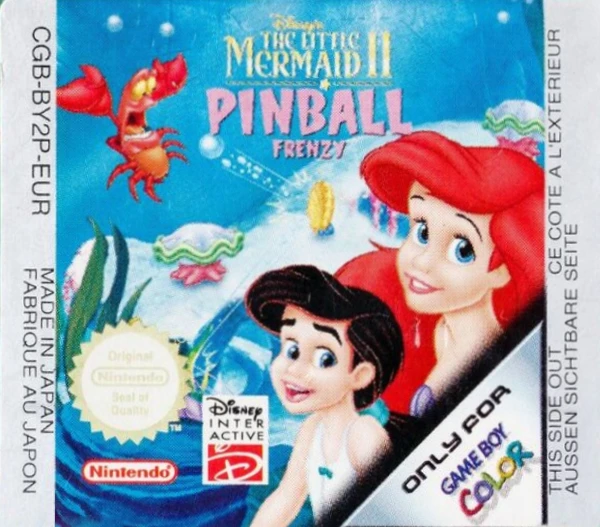 CGB-BY2P-EUR
MADE IN JAPAN
FABRIQUE AU JAPON
Disney's
THE LITTLE
MERMAID II
PINBALL
FRENZY
Original
Nintendo
Seal of
Quality
TM
Nintendo®
DISNEY
INTER
ACTIVE
ONLY FOR
GAME BOY
COLOR
THIS SIDE OUT
CE COTE A L'EXTERIEUR
AUSSEN SICHTBARE SEITE